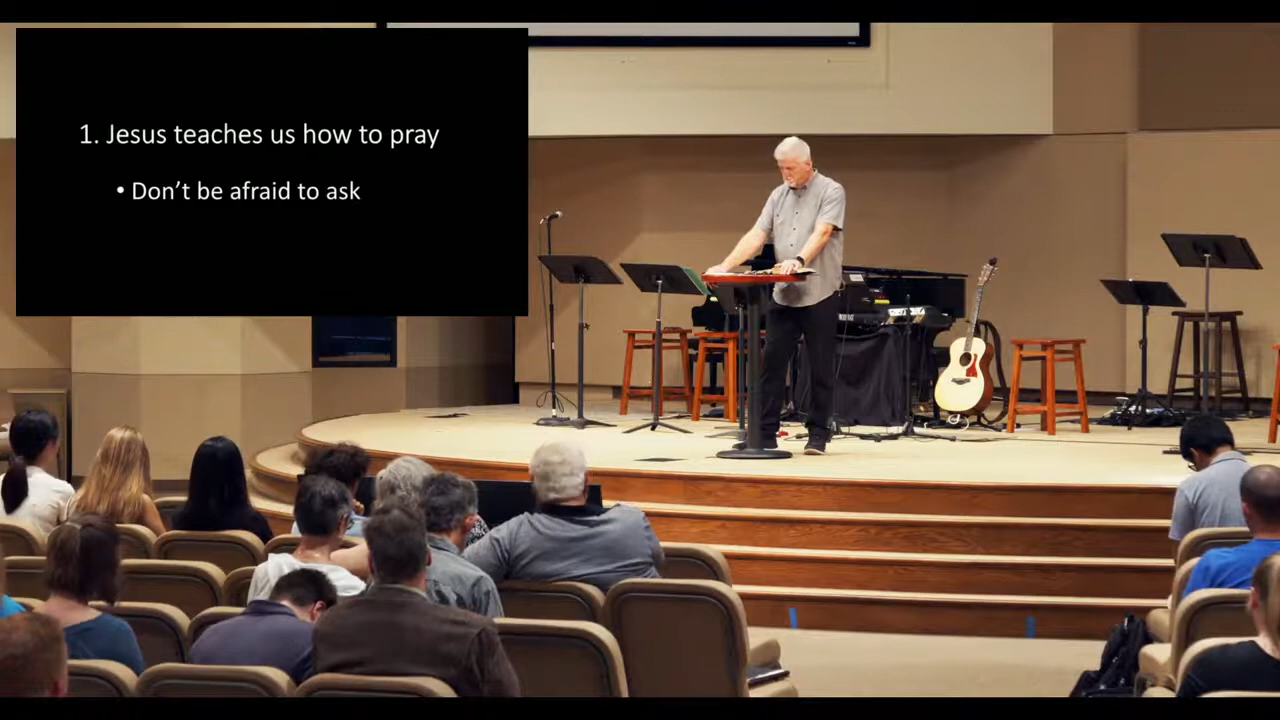 1. Jesus teaches us how to pray
• Don't be afraid to ask